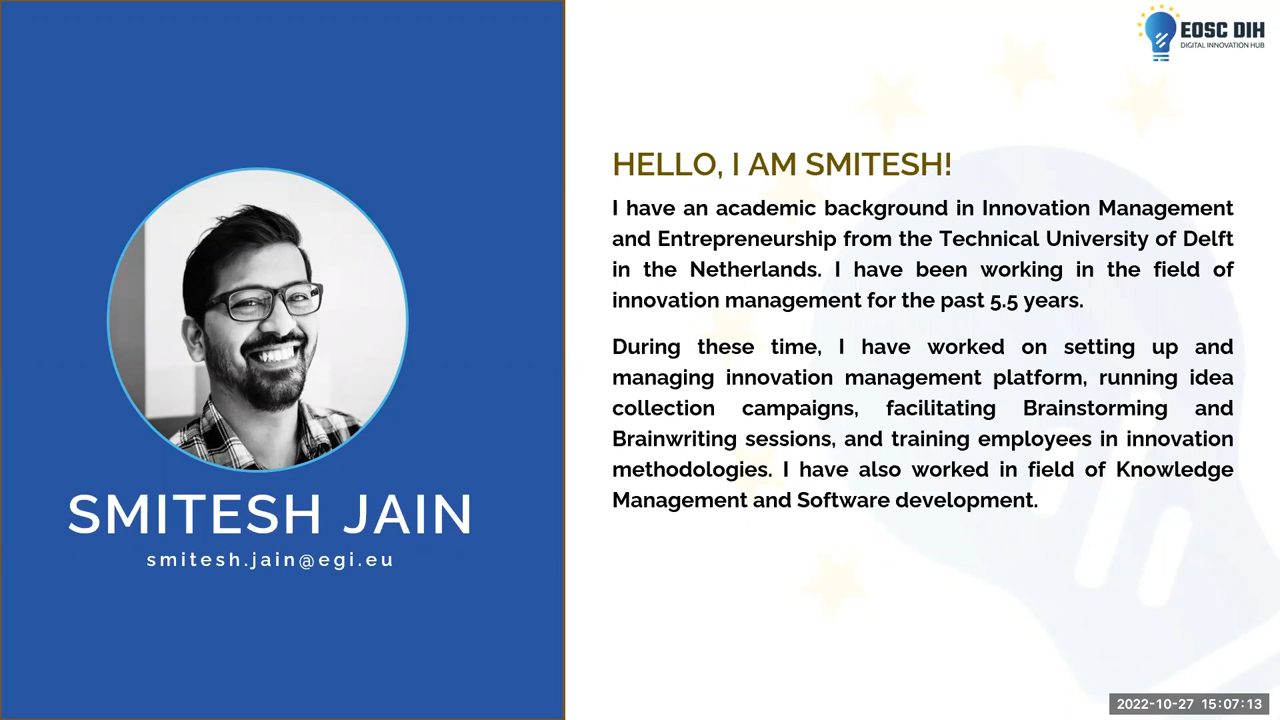 EOSC DIH
DIGITAL INNOVATION HUB
HELLO, I AM SMITESH!
I have an academic background in Innovation Management
and Entrepreneurship from the Technical University of Delft
in the Netherlands. I have been working in the field of
innovation management for the past 5.5 years.
During these time, I have worked on setting up and
managing innovation management platform, running idea
collection campaigns, facilitating Brainstorming and
Brainwriting sessions, and training employees in innovation
methodologies. I have also worked in field of Knowledge
Management and Software development.
SMITESH JAIN
smitesh.jain@egi.eu
2022-10-27 15:07:13